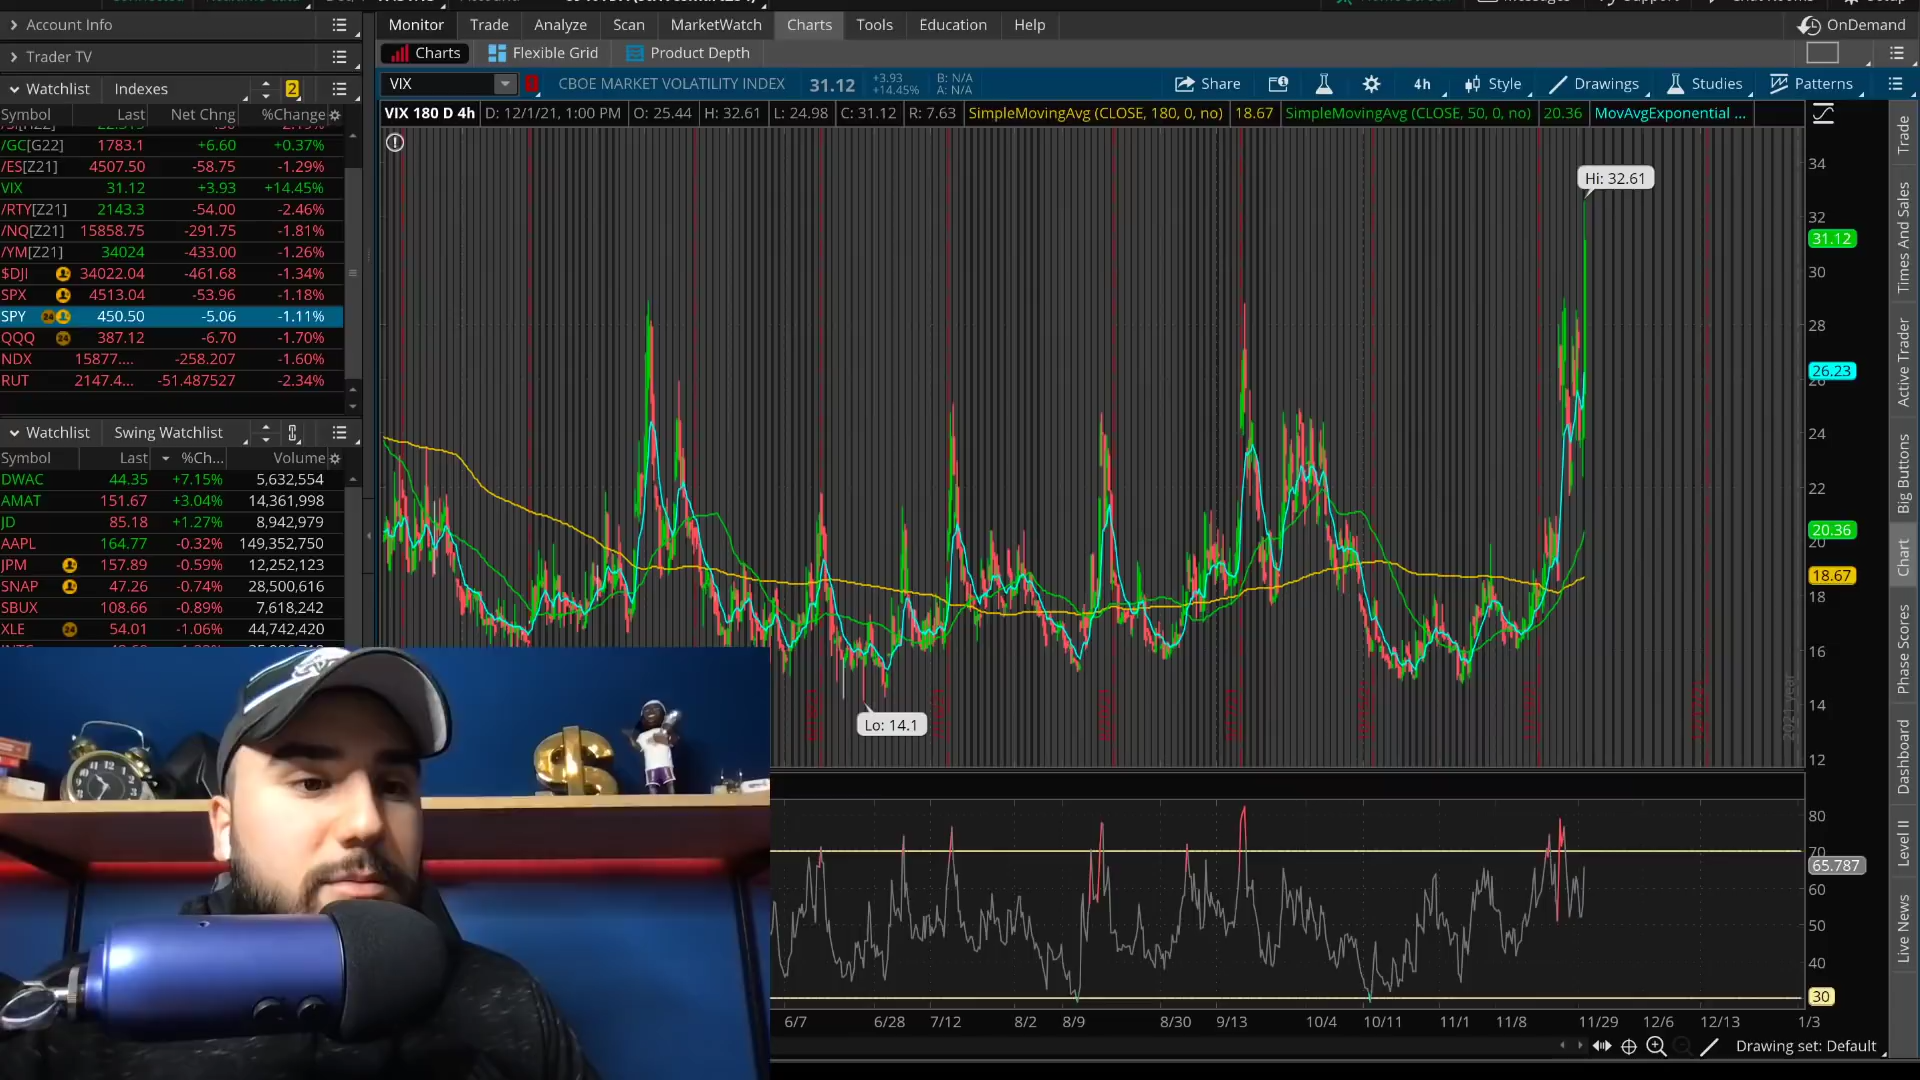 Account Info
Monitor Trade Analyze Scan MarketWatch Charts Tools Education Help
OnDemand
Trader TV
Charts Flexible Grid Product Depth
Watchlist Indexes 2
VIX CBOE MARKET VOLATILITY INDEX 31.12 +3.93 +14.45% B: N/A A: N/A
Share 4h Style Drawings Studies Patterns
VIX 180 D 4h D: 12/1/21, 1:00 PM O: 25.44 H: 32.61 L: 24.98 C: 31.12 R: 7.63 SimpleMovingAvg (CLOSE, 180, 0, no) 18.67 SimpleMovingAvg (CLOSE, 50, 0, no) 20.36 MovAvgExponential ...
Symbol Last Net Chng %Change
/GC[G22] 1783.1 +6.60 +0.37%
/ES[Z21] 4507.50 -58.75 -1.29%
VIX 31.12 +3.93 +14.45%
/RTY[Z21] 2143.3 -54.00 -2.46%
/NQ[Z21] 15858.75 -291.75 -1.81%
/YM[Z21] 34024 -433.00 -1.26%
$DJI 34022.04 -461.68 -1.34%
SPX 4513.04 -53.96 -1.18%
SPY 24 450.50 -5.06 -1.11%
QQQ 24 387.12 -6.70 -1.70%
NDX 15877.... -258.207 -1.60%
RUT 2147.4... -51.487527 -2.34%
Watchlist Swing Watchlist
Symbol Last %Ch... Volume
DWAC 44.35 +7.15% 5,632,554
AMAT 151.67 +3.04% 14,361,998
JD 85.18 +1.27% 8,942,979
AAPL 164.77 -0.32% 149,352,750
JPM 157.89 -0.59% 12,252,123
SNAP 47.26 -0.74% 28,500,616
SBUX 108.66 -0.89% 7,618,242
XLE 24 54.01 -1.06% 44,742,420
Hi: 32.61
Lo: 14.1
34
32
31.12
30
28
26.23
24
22
20.36
20
18.67
18
16
14
12
2021 year
80
70
65.787
60
50
40
30
6/7 6/28 7/12 8/2 8/9 8/30 9/13 10/4 10/11 11/1 11/8 11/29 12/6 12/13 1/3
Drawing set: Default
Trade
Times And Sales
Active Trader
Big Buttons
Chart
Phase Scores
Dashboard
Level II
Live News